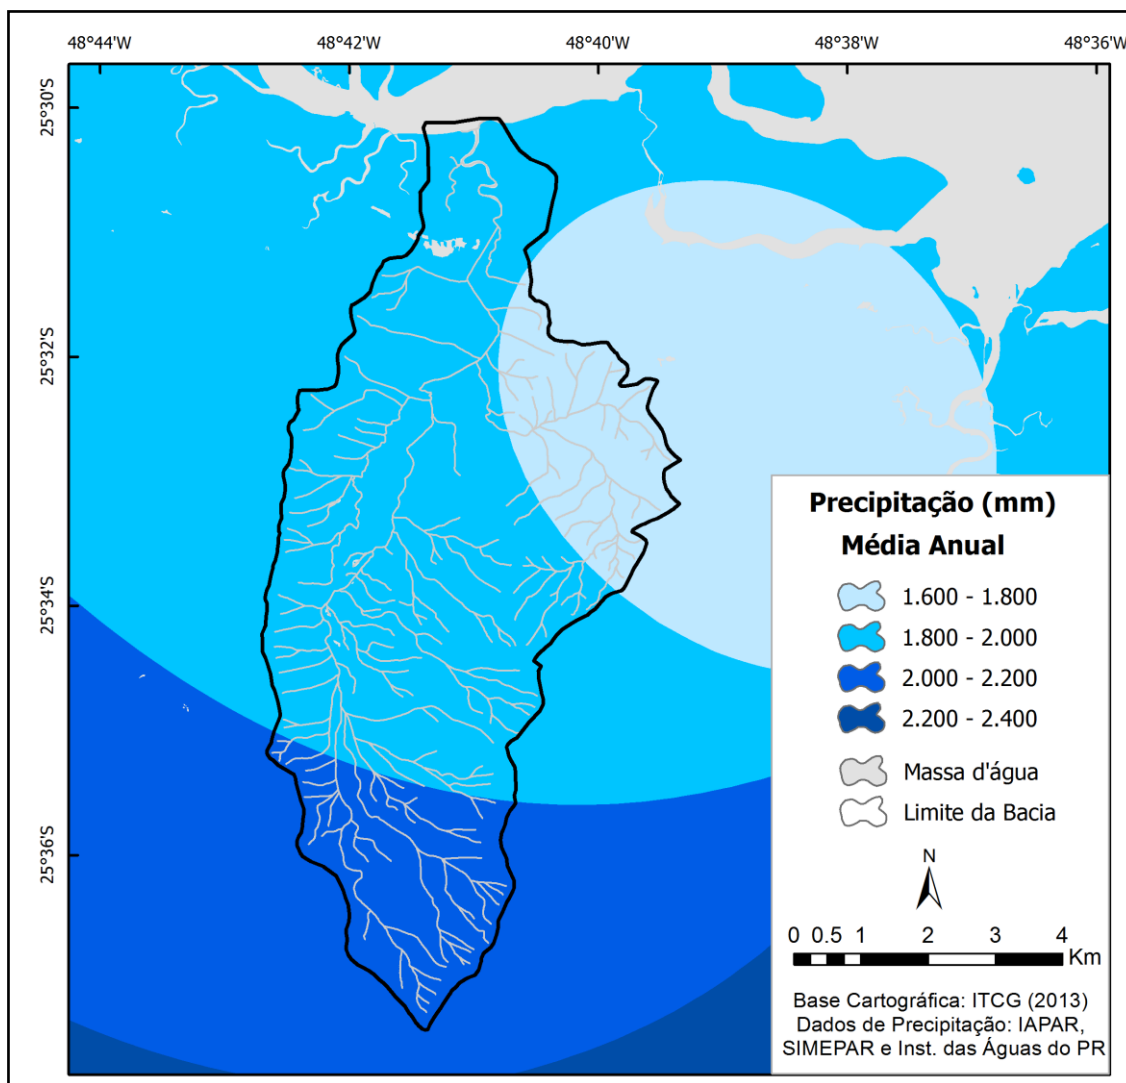 48°44'W 48°42'W 48°40'W 48°38'W 48°36'W
25°30'S
25°32'S
25°34'S
25°36'S
Precipitação (mm)
Média Anual
1.600 - 1.800
1.800 - 2.000
2.000 - 2.200
2.200 - 2.400
Massa d'água
Limite da Bacia
N
0 0.5 1 2 3 4
Km
Base Cartográfica: ITCG (2013)
Dados de Precipitação: IAPAR,
SIMEPAR e Inst. das Águas do PR